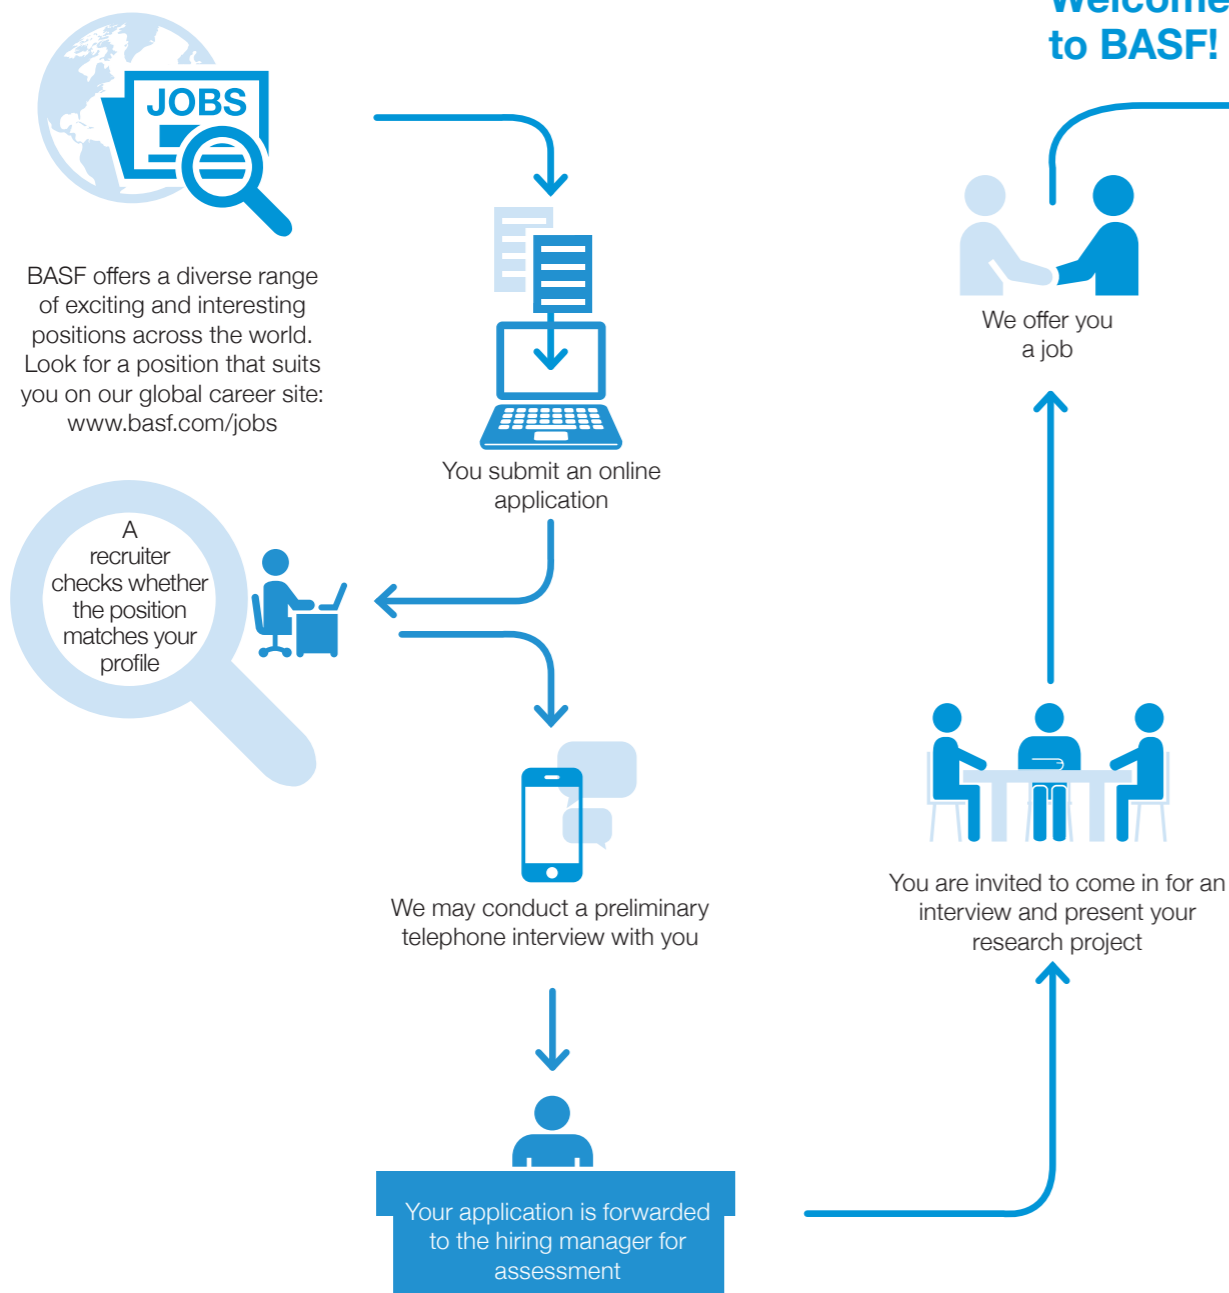 JOBS
BASF offers a diverse range
of exciting and interesting
positions across the world.
Look for a position that suits
you on our global career site:
www.basf.com/jobs
You submit an online
application
A
recruiter
checks whether
the position
matches your
profile
We may conduct a preliminary
telephone interview with you
Your application is forwarded
to the hiring manager for
assessment
You are invited to come in for an
interview and present your
research project
We offer you
a job
Welcome
to BASF!